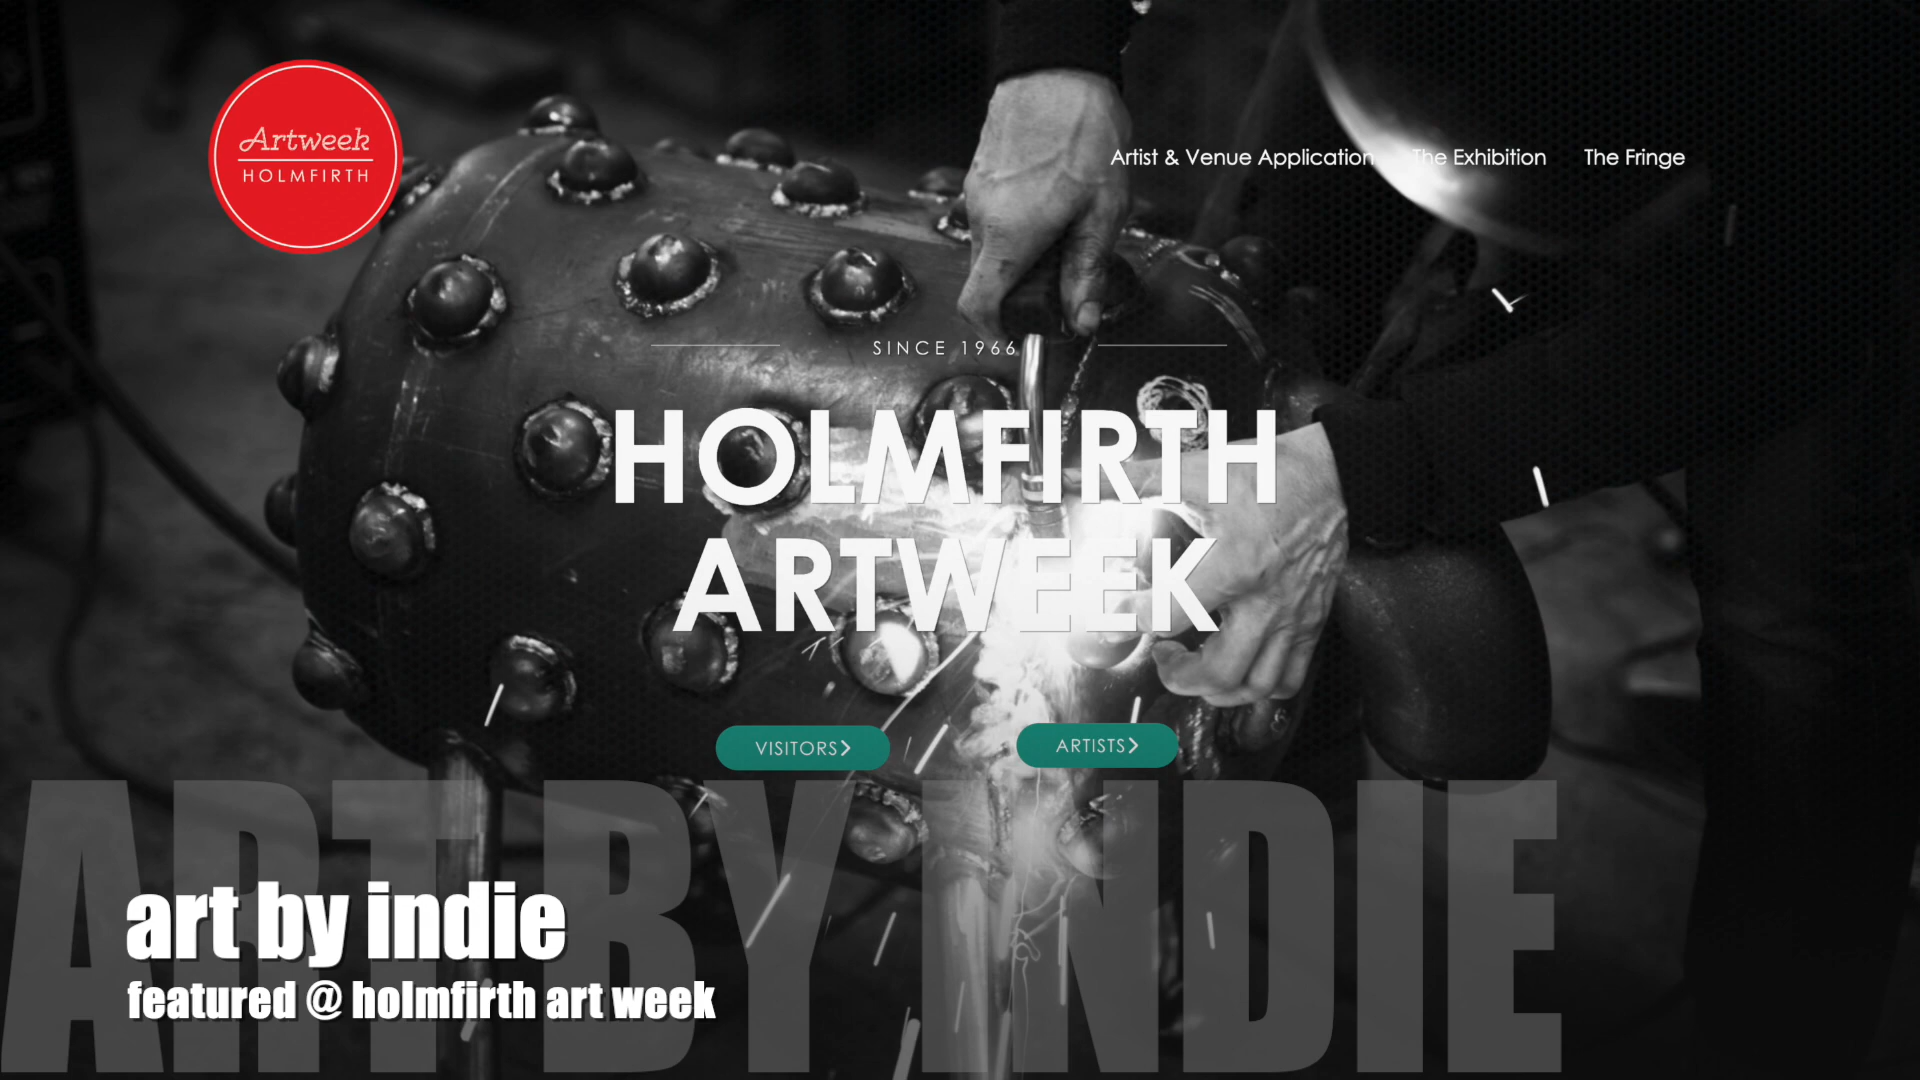 Artweek
HOLMFIRTH
Artist & Venue Application
The Exhibition
The Fringe
SINCE 1966
HOLMFIRTH
ARTWEEK
VISITORS
ARTISTS
ART BY INDIE
art by indie
featured @ holmfirth art week